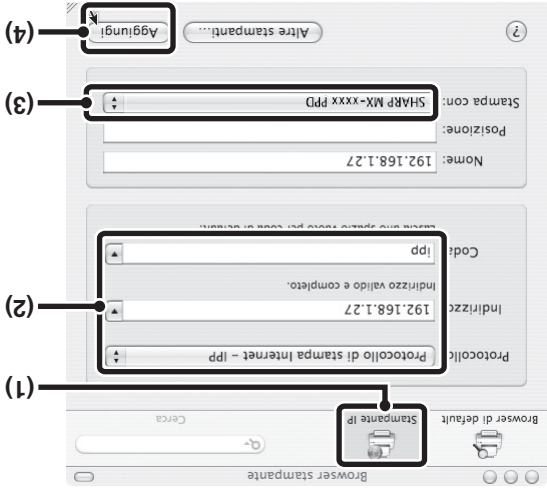 Browser stampante
Browser di default
Stampante IP
Cerca
(1)
Protocollo
Protocollo di stampa Internet – IPP
(2)
Indirizzo
192.168.1.27
Indirizzo valido e completo.
Coda
ipp
Lascia uno spazio vuoto per coda di default.
Nome:
192.168.1.27
Posizione:
(3)
Stampa con:
SHARP MX-xxxx PPD
(4)
?
Altre stampanti...
Aggiungi